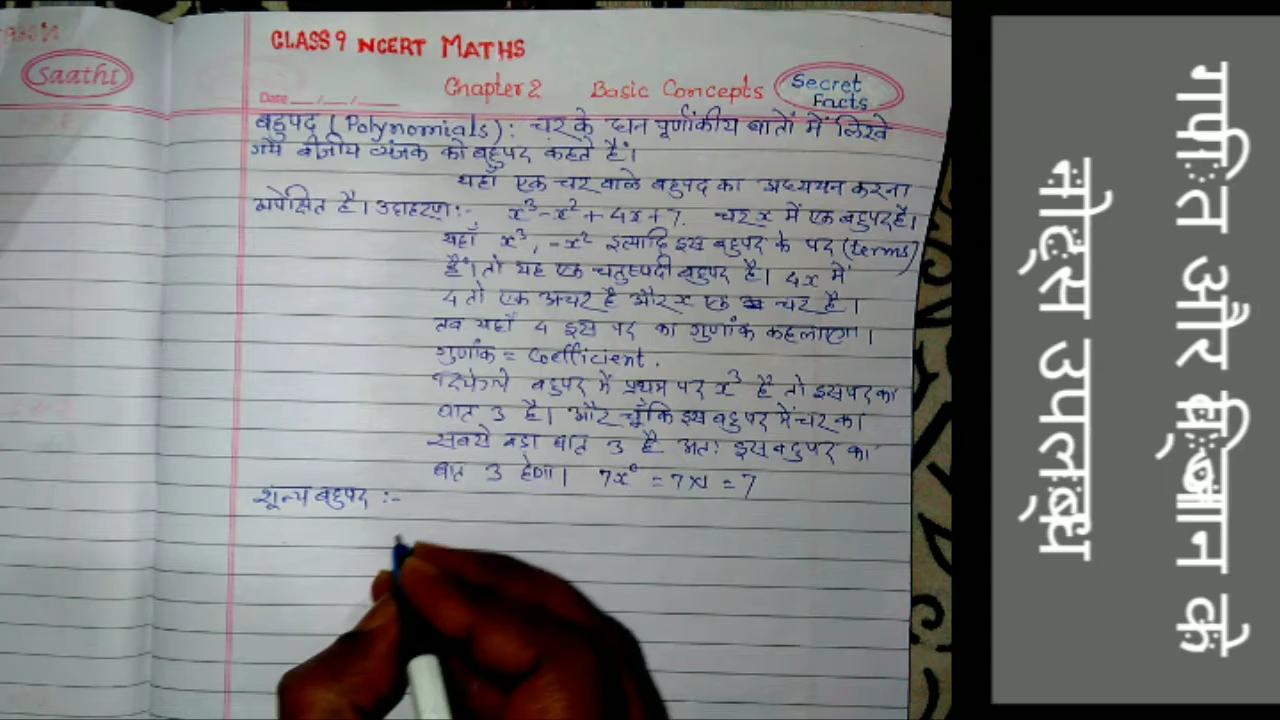 saathi
CLASS 9 NCERT MATHS
Chapter 2 Basic Concepts Secret Facts
Date __/__/__
बहुपद (Polynomials): चर के धन पूर्णांकीय घातों में लिखे
गये बीजीय व्यंजक को बहुपद कहते हैं।
यहाँ एक चर वाले बहुपद का अध्ययन करना
अपेक्षित है। उदाहरण:- x³-x²+4x+7 चर x में एक बहुपद है।
यहाँ x³, -x² इत्यादि इस बहुपद के पद (terms)
हैं। तो यह एक चतुष्पदी बहुपद है। 4x में
4 तो एक अचर है और x एक चर है।
तब यहाँ 4 इस पद का गुणांक कहलाएगा।
गुणांक = Coefficient.
बहुपद में प्रथम पद x³ है तो इस पद का
घात 3 है। और चूँकि इस बहुपद में चर का
सबसे बड़ा घात 3 है अतः इस बहुपद का
घात 3 होगा। 7x⁰ = 7×1 = 7
शून्य बहुपद :-
गणित और विज्ञान के
नोट्स उपलब्ध